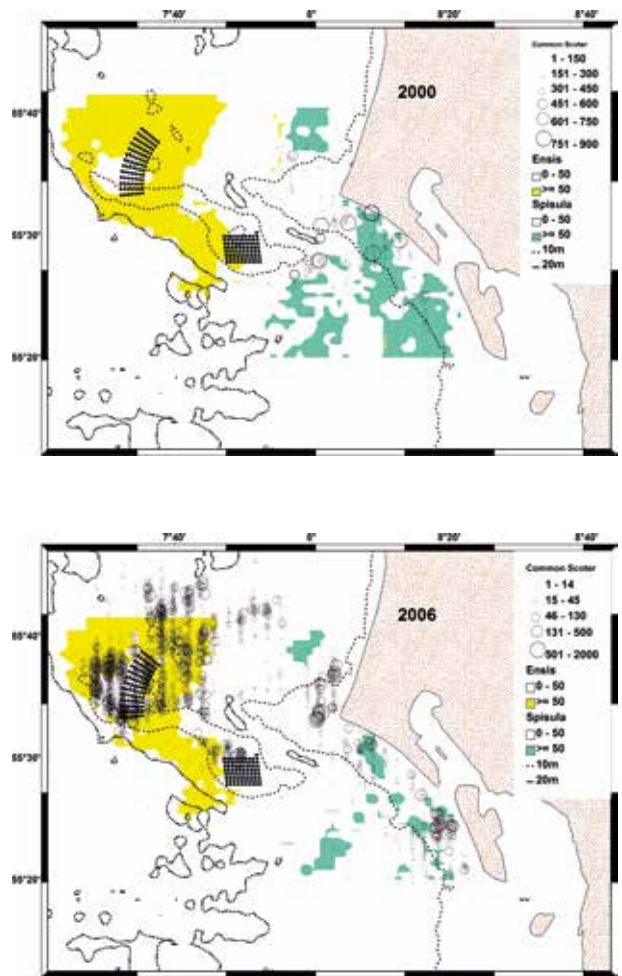 7°40' 8° 8°20' 8°40'
55°40'
55°30'
55°20'
2000
Common Scoter
1 - 150
151 - 300
301 - 450
451 - 600
601 - 750
751 - 900
Ensis
0 - 50
>= 50
Spisula
0 - 50
>= 50
10m
20m
7°40' 8° 8°20' 8°40'
55°40'
55°30'
55°20'
2006
Common Scoter
1 - 14
15 - 45
46 - 130
131 - 500
501 - 2000
Ensis
0 - 50
>= 50
Spisula
0 - 50
>= 50
10m
20m